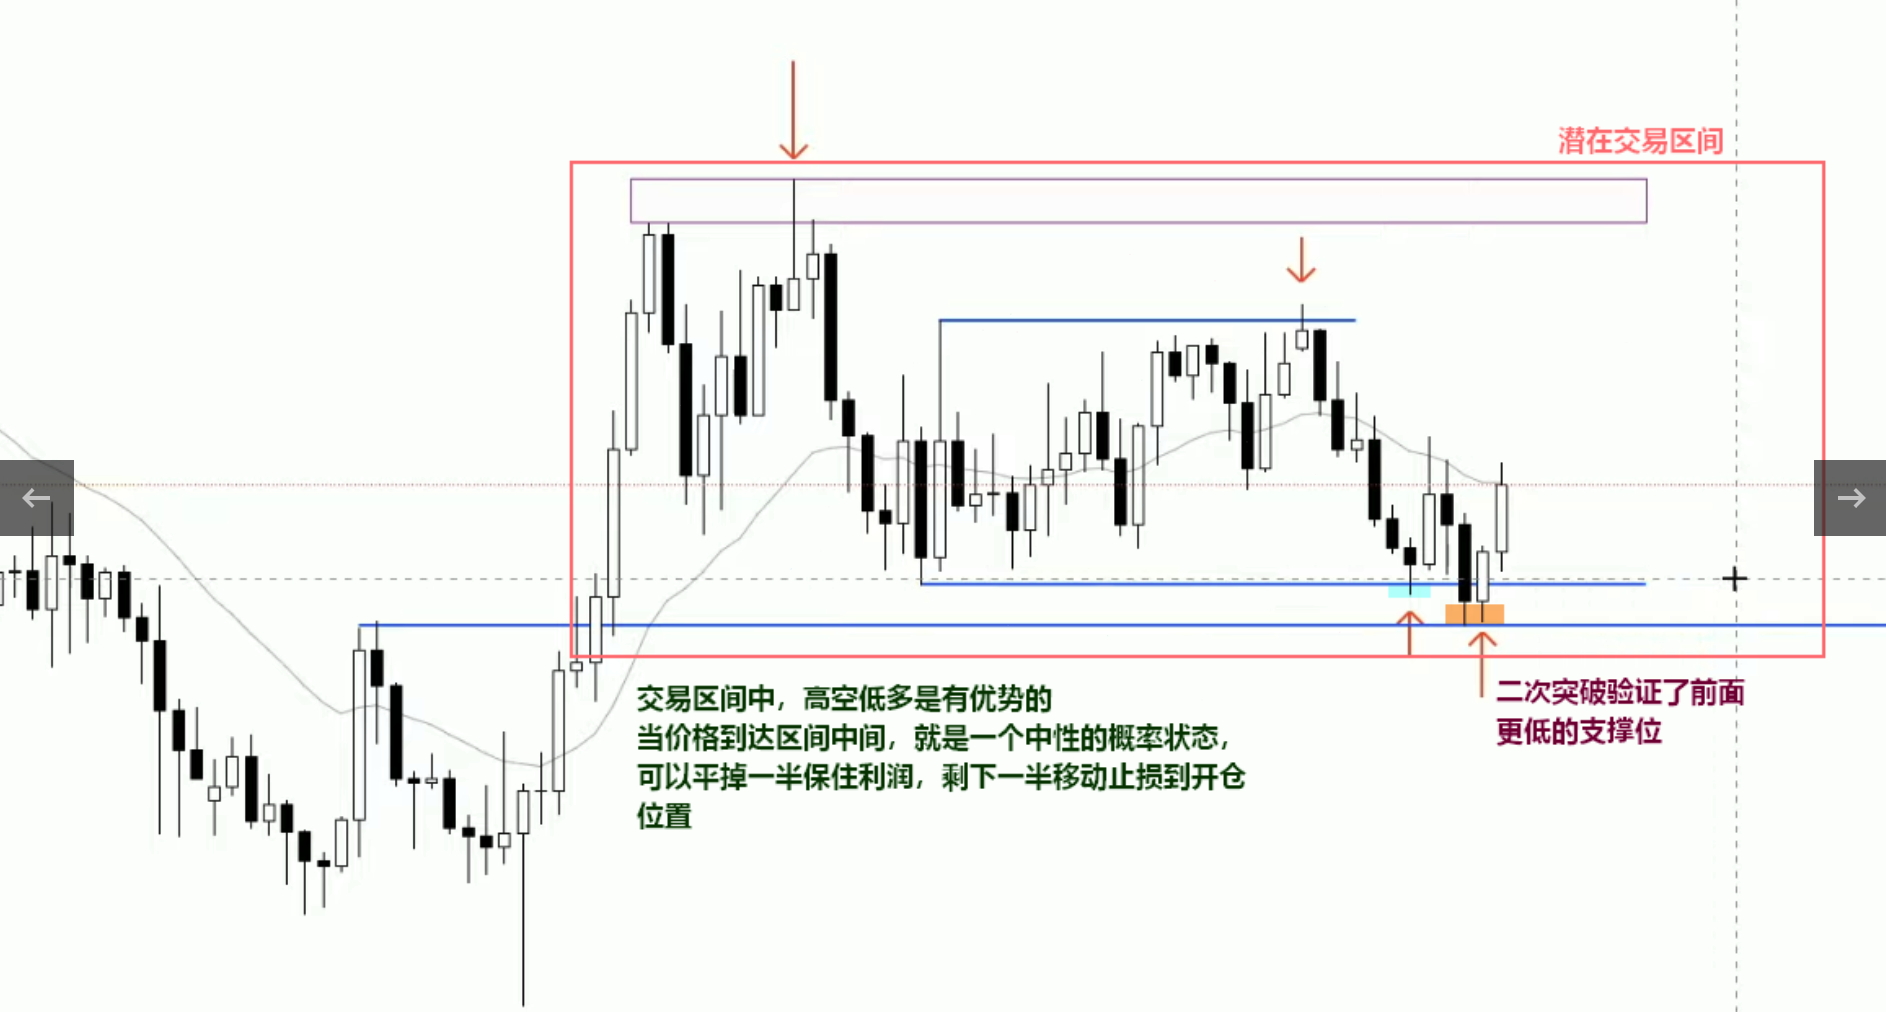 潜在交易区间
交易区间中，高空低多是有优势的
当价格到达区间中间，就是一个中性的概率状态，
可以平掉一半保住利润，剩下一半移动止损到开仓
位置
二次突破验证了前面
更低的支撑位